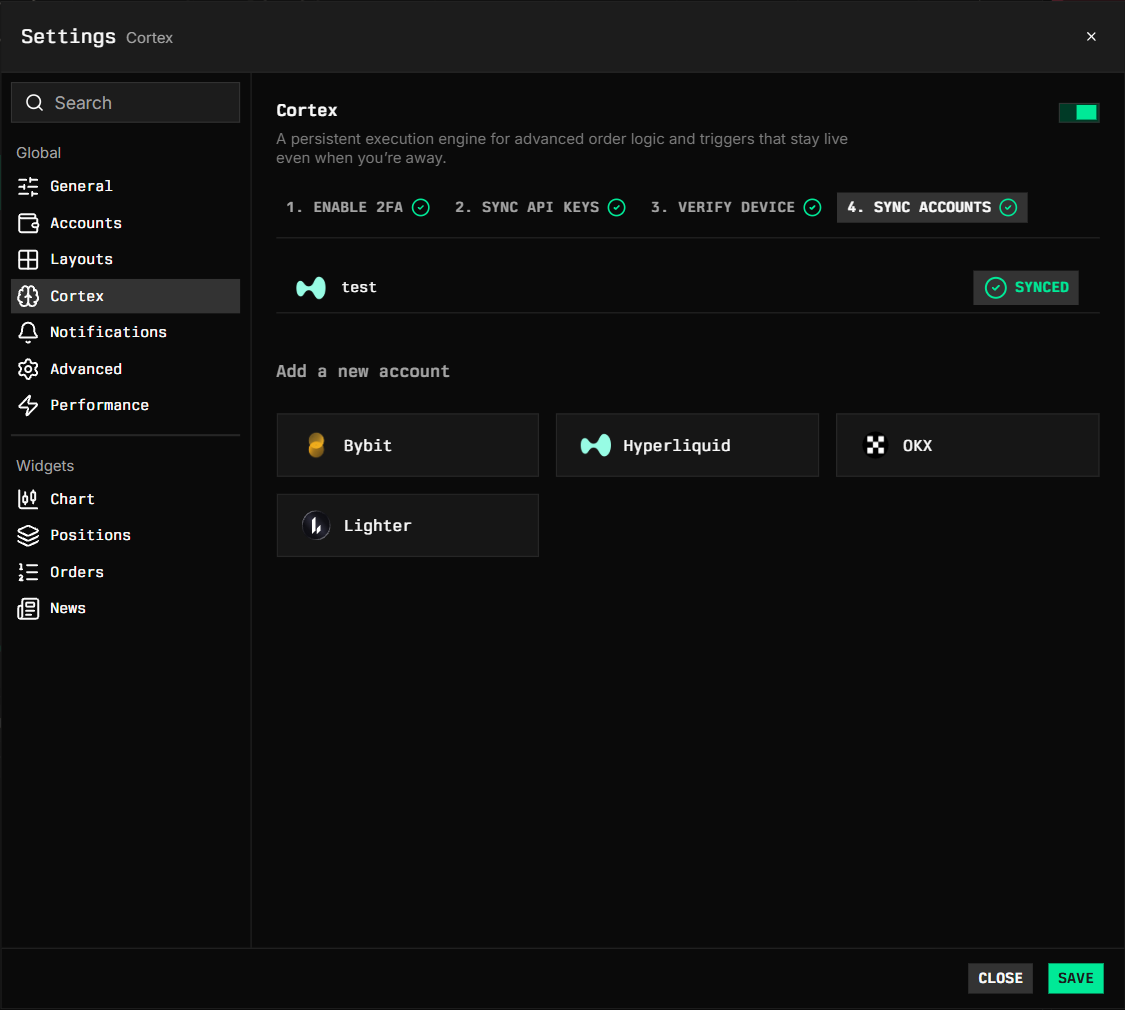 Settings Cortex
Search
Global
General
Accounts
Layouts
Cortex
Notifications
Advanced
Performance
Widgets
Chart
Positions
Orders
News
Cortex
A persistent execution engine for advanced order logic and triggers that stay live
even when you’re away.
1. ENABLE 2FA 2. SYNC API KEYS 3. VERIFY DEVICE 4. SYNC ACCOUNTS
test SYNCED
Add a new account
Bybit Hyperliquid OKX
Lighter
CLOSE SAVE